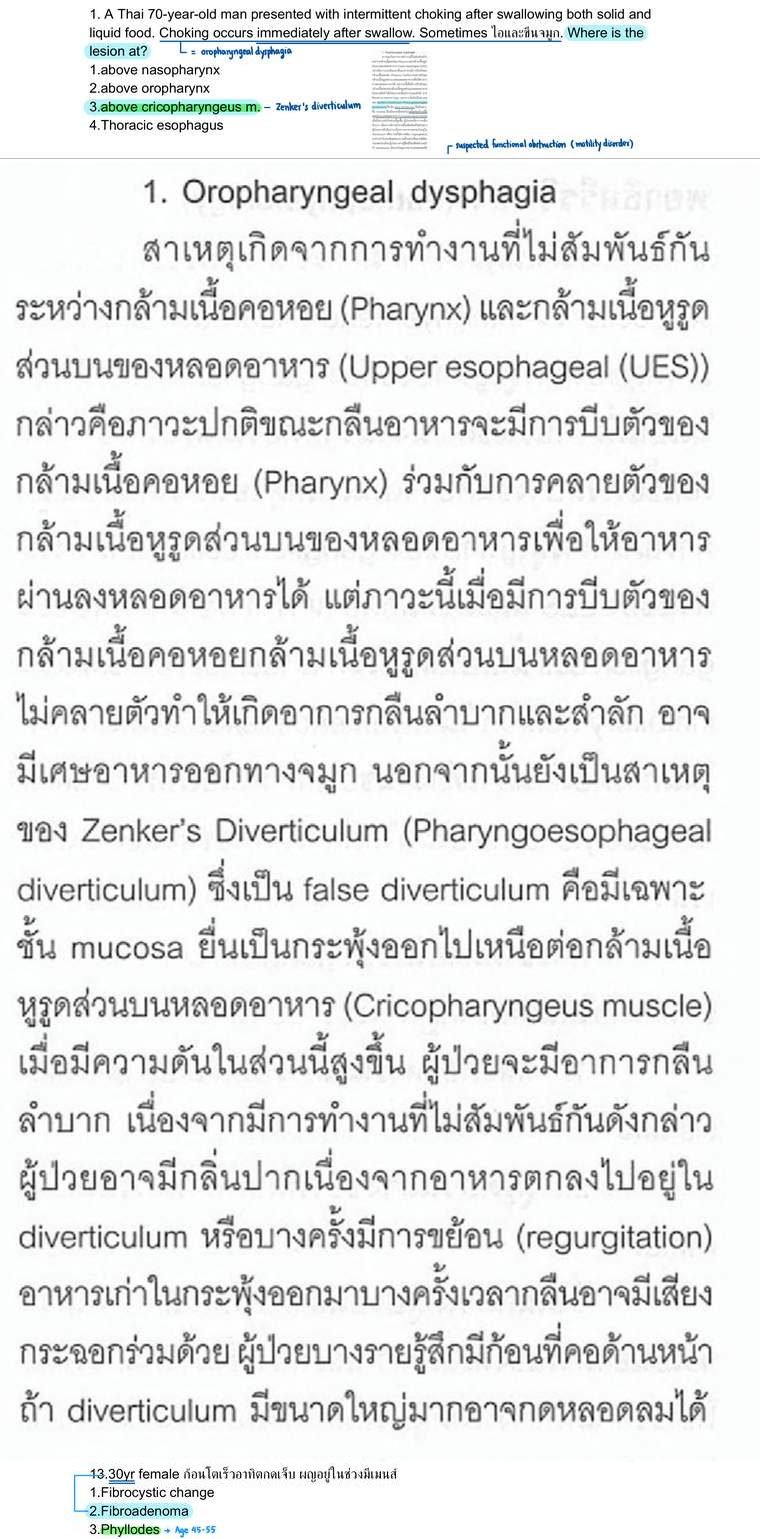 1. A Thai 70-year-old man presented with intermittent choking after swallowing both solid and
liquid food. Choking occurs immediately after swallow. Sometimes ไอและขึ้นจมูก. Where is the
lesion at?
= oropharyngeal dysphagia
1.above nasopharynx
2.above oropharynx
3.above cricopharyngeus m. – Zenker's diverticulum
4.Thoracic esophagus
suspected functional obstruction (motility disorder)
1. Oropharyngeal dysphagia
สาเหตุเกิดจากการทำงานที่ไม่สัมพันธ์กัน
ระหว่างกล้ามเนื้อคอหอย (Pharynx) และกล้ามเนื้อหูรูด
ส่วนบนของหลอดอาหาร (Upper esophageal (UES))
กล่าวคือภาวะปกติขณะกลืนอาหารจะมีการบีบตัวของ
กล้ามเนื้อคอหอย (Pharynx) ร่วมกับการคลายตัวของ
กล้ามเนื้อหูรูดส่วนบนของหลอดอาหารเพื่อให้อาหาร
ผ่านลงหลอดอาหารได้ แต่ภาวะนี้เมื่อมีการบีบตัวของ
กล้ามเนื้อคอหอยกล้ามเนื้อหูรูดส่วนบนหลอดอาหาร
ไม่คลายตัวทำให้เกิดอาการกลืนลำบากและสำลัก อาจ
มีเศษอาหารออกทางจมูก นอกจากนั้นยังเป็นสาเหตุ
ของ Zenker's Diverticulum (Pharyngoesophageal
diverticulum) ซึ่งเป็น false diverticulum คือมีเฉพาะ
ชั้น mucosa ยื่นเป็นกระพุ้งออกไปเหนือต่อกล้ามเนื้อ
หูรูดส่วนบนหลอดอาหาร (Cricopharyngeus muscle)
เมื่อมีความดันในส่วนนี้สูงขึ้น ผู้ป่วยจะมีอาการกลืน
ลำบาก เนื่องจากมีการทำงานที่ไม่สัมพันธ์กันดังกล่าว
ผู้ป่วยอาจมีกลิ่นปากเนื่องจากอาหารตกลงไปอยู่ใน
diverticulum หรือบางครั้งมีการขย้อน (regurgitation)
อาหารเก่าในกระพุ้งออกมาบางครั้งเวลากลืนอาจมีเสียง
กระฉอกร่วมด้วย ผู้ป่วยบางรายรู้สึกมีก้อนที่คอด้านหน้า
ถ้า diverticulum มีขนาดใหญ่มากอาจกดหลอดลมได้
13.30yr female ก้อนโตเร็วอาทิตกดเจ็บ ผญอยู่ในช่วงมีเมนส์
1.Fibrocystic change
2.Fibroadenoma
3.Phyllodes → Age 45-55